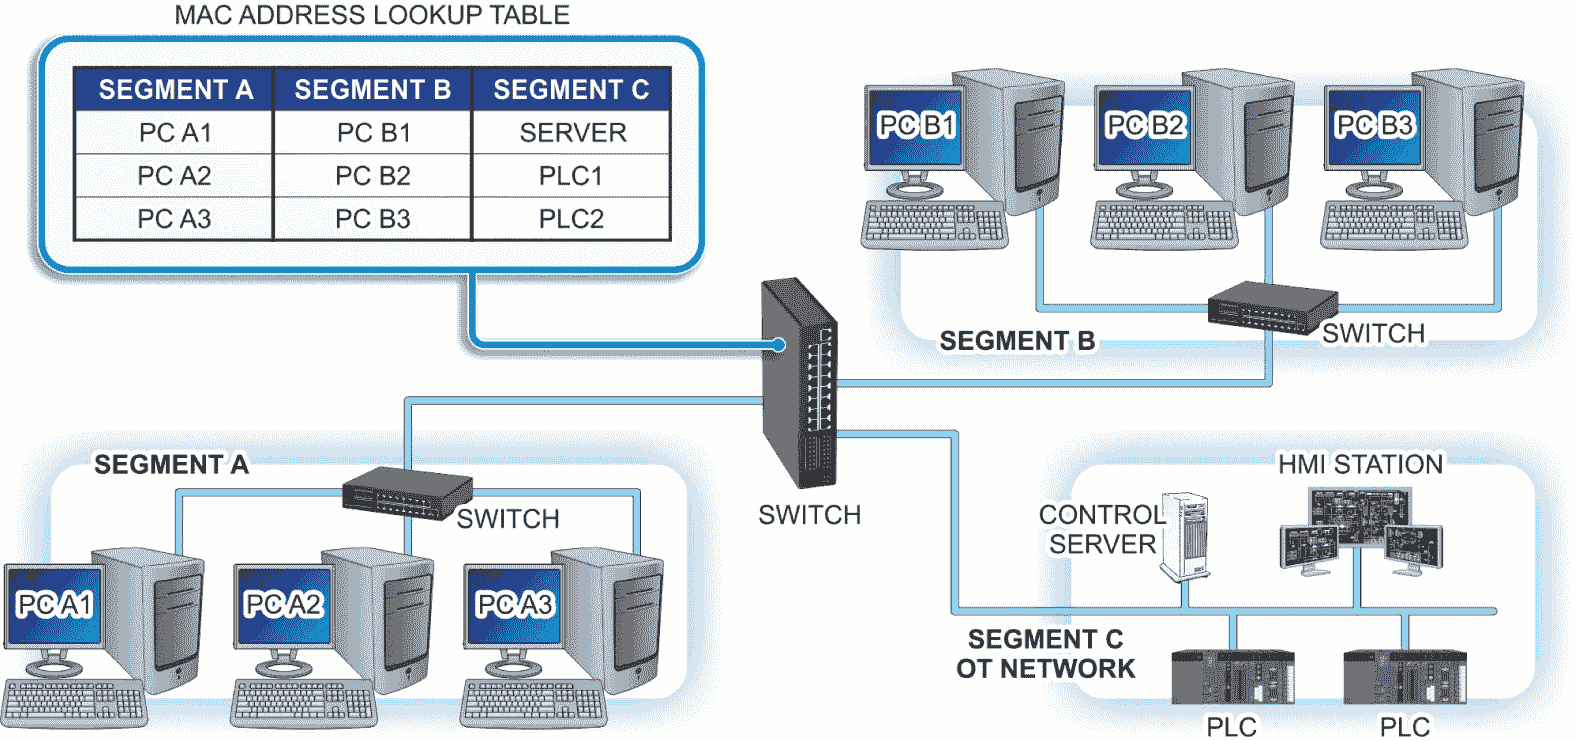 MAC ADDRESS LOOKUP TABLE
SEGMENT A SEGMENT B SEGMENT C
PC A1 PC B1 SERVER
PC A2 PC B2 PLC1
PC A3 PC B3 PLC2
PC B1 PC B2 PC B3
SWITCH
SEGMENT B
SEGMENT A
SWITCH
PC A1 PC A2 PC A3
SWITCH
HMI STATION
CONTROL
SERVER
SEGMENT C
OT NETWORK
PLC PLC